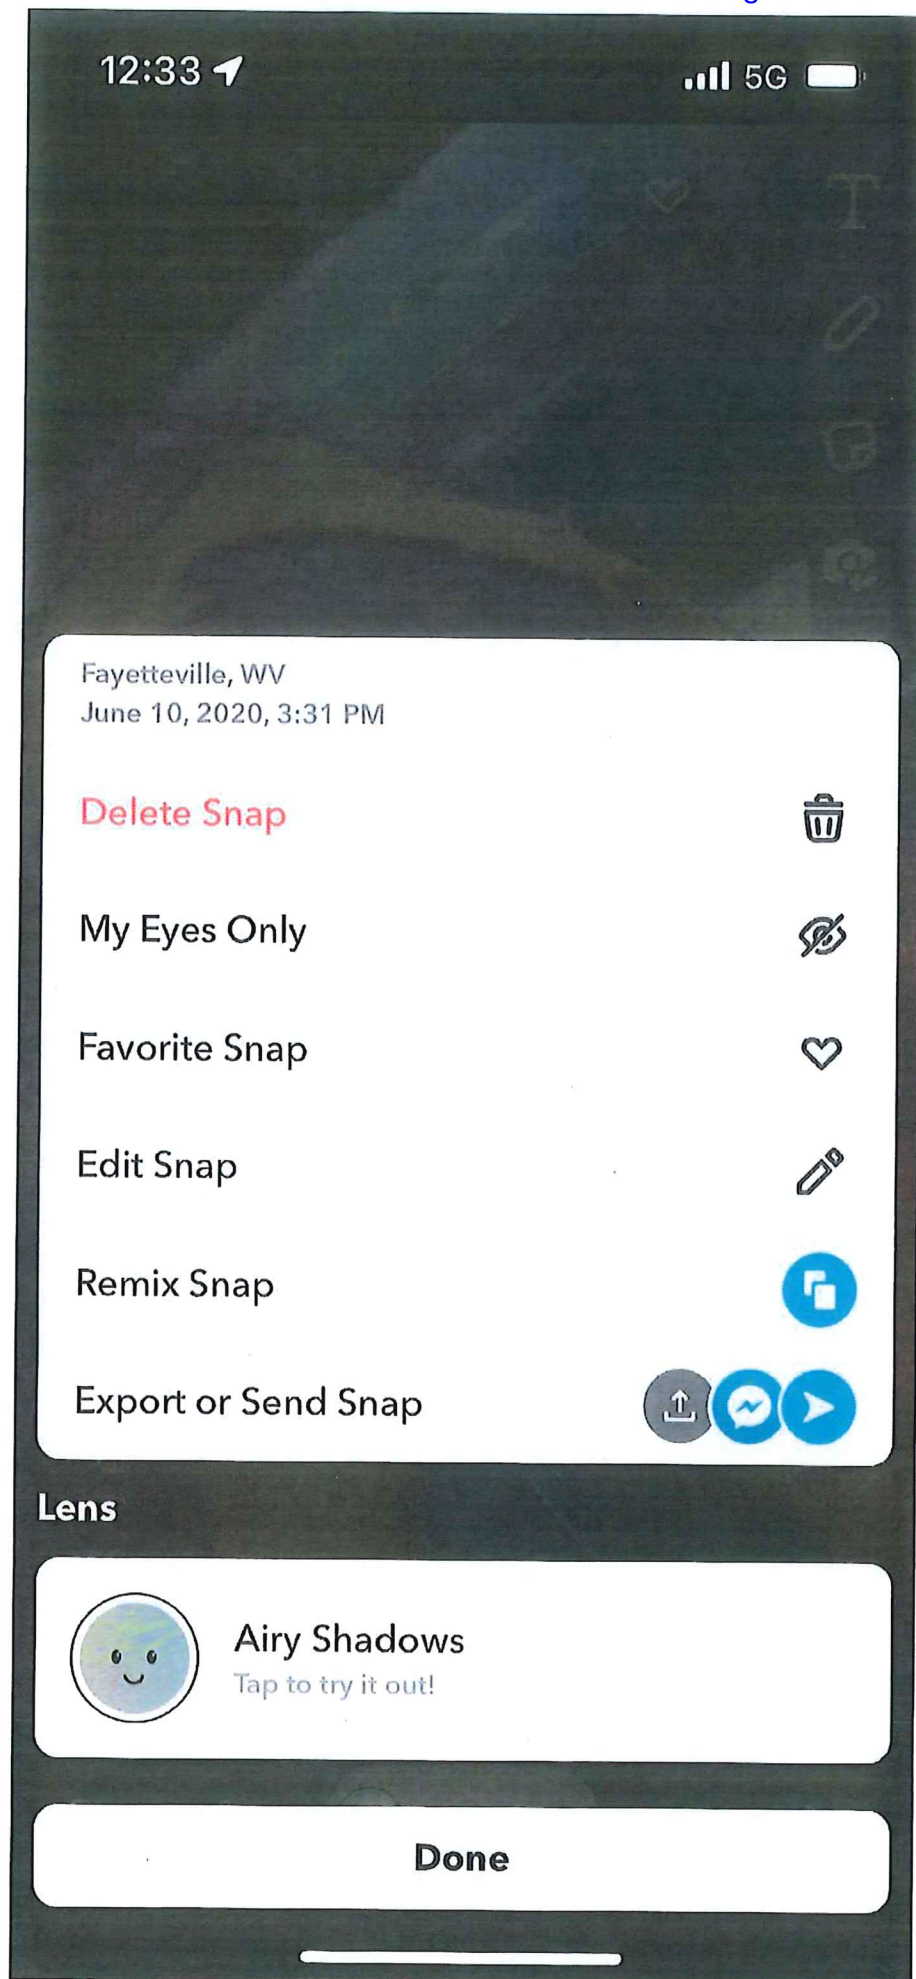 12:33
5G
T
Fayetteville, WV
June 10, 2020, 3:31 PM
Delete Snap
My Eyes Only
Favorite Snap
Edit Snap
Remix Snap
Export or Send Snap
Lens
Airy Shadows
Tap to try it out!
Done